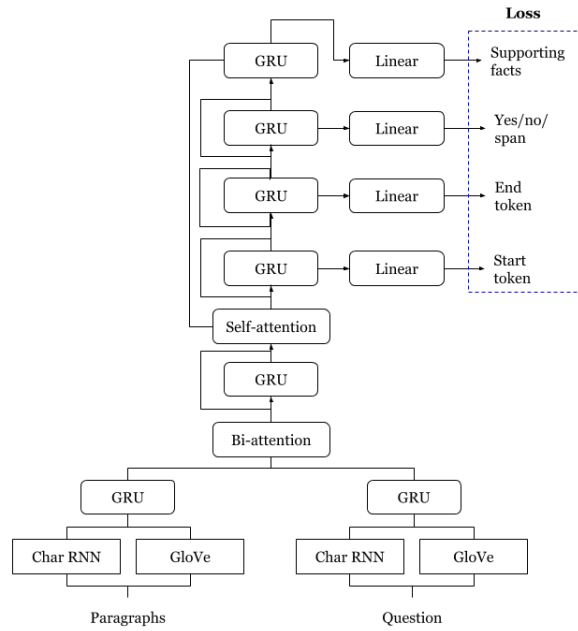 Loss
GRU
Linear
Supporting
facts
GRU
Linear
Yes/no/
span
GRU
Linear
End
token
GRU
Linear
Start
token
Self-attention
GRU
Bi-attention
GRU
GRU
Char RNN
GloVe
Char RNN
GloVe
Paragraphs
Question